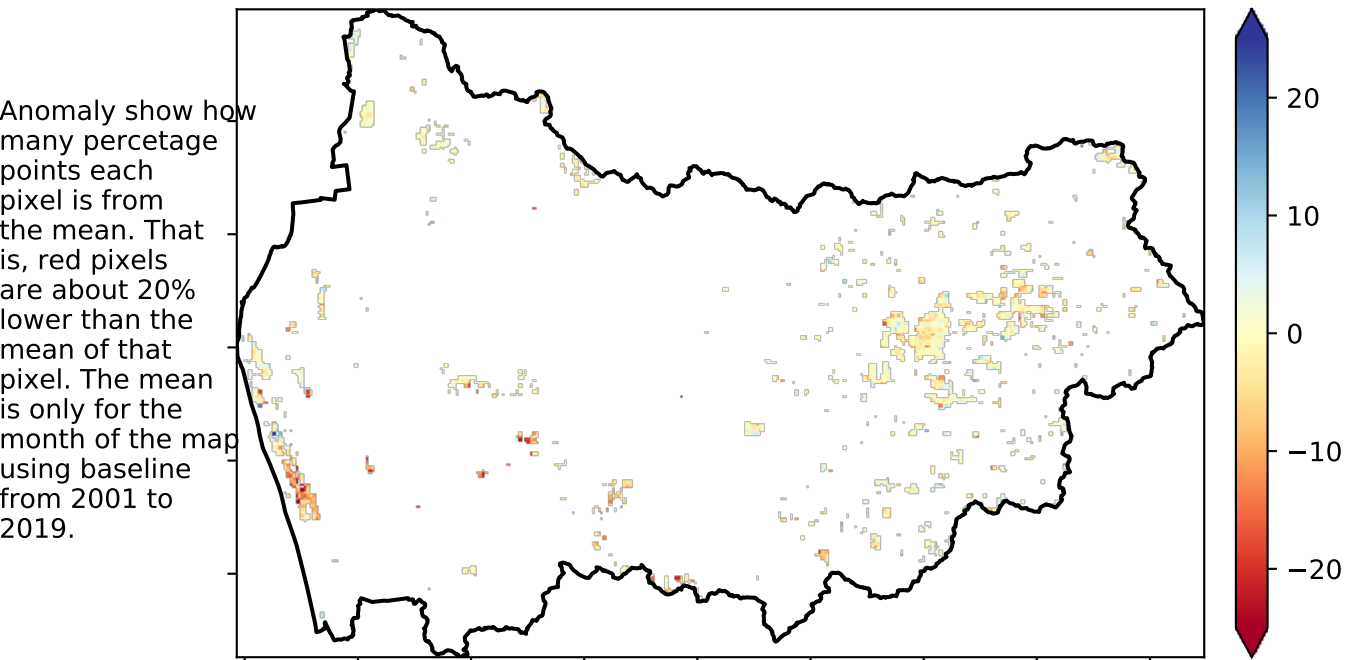 Anomaly show how
many percetage
points each
pixel is from
the mean. That
is, red pixels
are about 20%
lower than the
mean of that
pixel. The mean
is only for the
month of the map
using baseline
from 2001 to
2019.
20
10
0
−10
−20